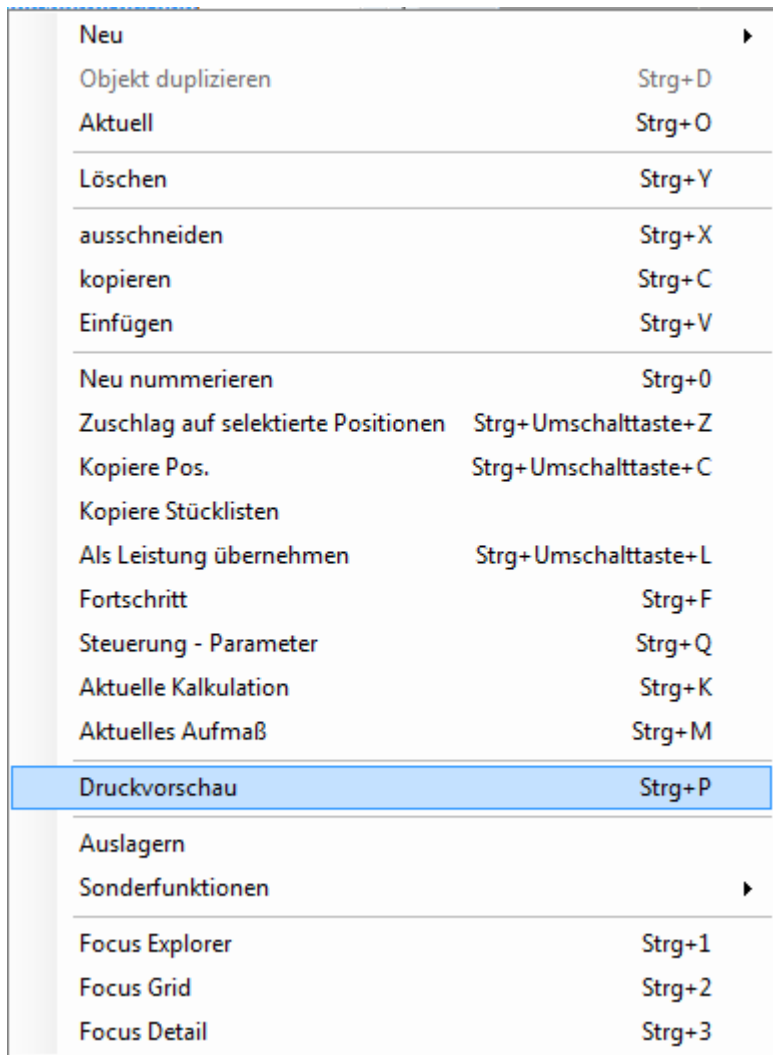 Neu
Objekt duplizieren Strg+D
Aktuell Strg+O
Löschen Strg+Y
ausschneiden Strg+X
kopieren Strg+C
Einfügen Strg+V
Neu nummerieren Strg+0
Zuschlag auf selektierte Positionen Strg+Umschalttaste+Z
Kopiere Pos. Strg+Umschalttaste+C
Kopiere Stücklisten
Als Leistung übernehmen Strg+Umschalttaste+L
Fortschritt Strg+F
Steuerung - Parameter Strg+Q
Aktuelle Kalkulation Strg+K
Aktuelles Aufmaß Strg+M
Druckvorschau Strg+P
Auslagern
Sonderfunktionen
Focus Explorer Strg+1
Focus Grid Strg+2
Focus Detail Strg+3